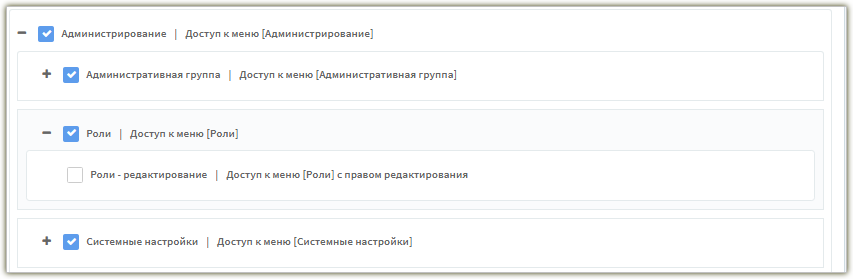 Администрирование | Доступ к меню [Администрирование]
Административная группа | Доступ к меню [Административная группа]
Роли | Доступ к меню [Роли]
Роли - редактирование | Доступ к меню [Роли] с правом редактирования
Системные настройки | Доступ к меню [Системные настройки]